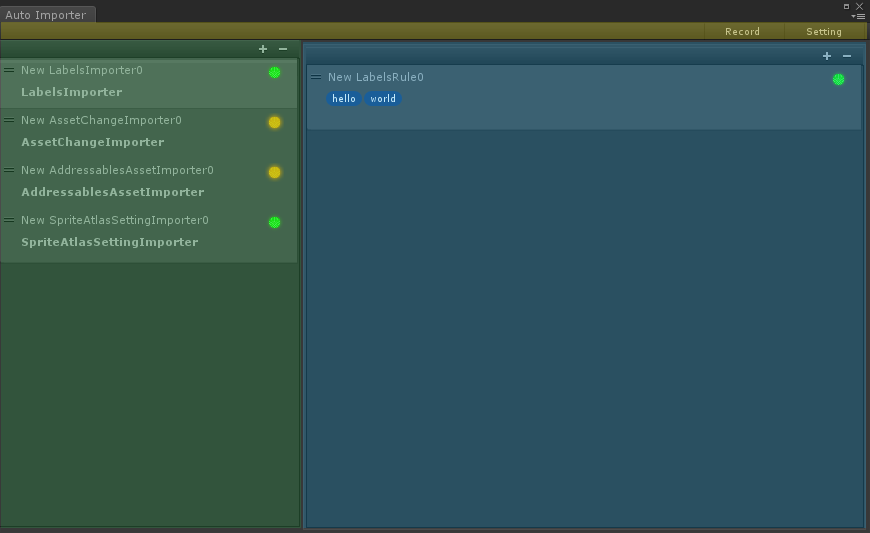 Auto Importer
Record Setting
New LabelsImporter0
LabelsImporter
New AssetChangeImporter0
AssetChangeImporter
New AddressablesAssetImporter0
AddressablesAssetImporter
New SpriteAtlasSettingImporter0
SpriteAtlasSettingImporter
New LabelsRule0
hello world